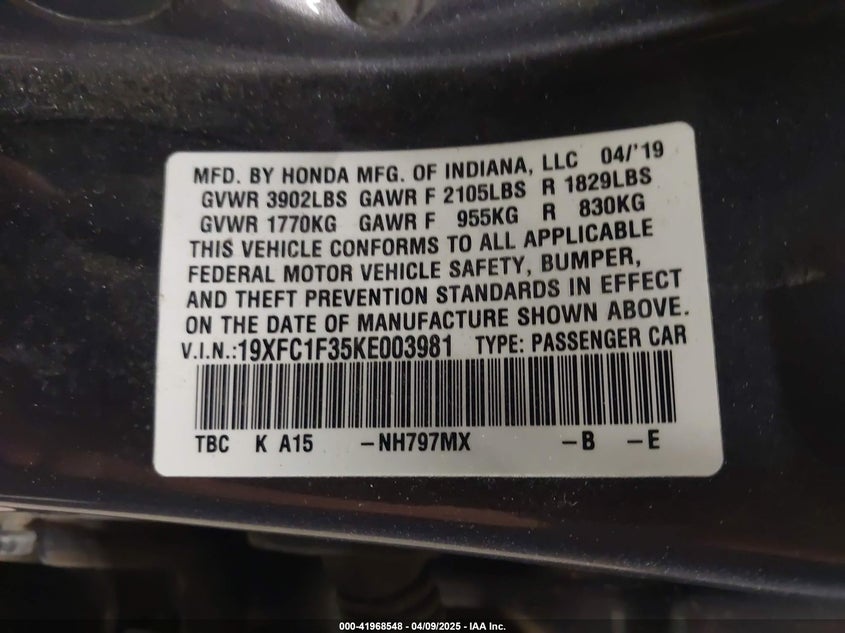 MFD. BY HONDA MFG. OF INDIANA, LLC 04/'19
GVWR 3902LBS GAWR F 2105LBS R 1829LBS
GVWR 1770KG GAWR F 955KG R 830KG
THIS VEHICLE CONFORMS TO ALL APPLICABLE
FEDERAL MOTOR VEHICLE SAFETY, BUMPER,
AND THEFT PREVENTION STANDARDS IN EFFECT
ON THE DATE OF MANUFACTURE SHOWN ABOVE.
V.I.N.:19XFC1F35KE003981 TYPE: PASSENGER CAR
TBC K A15 -NH797MX -B -E
000-41968548 - 04/09/2025 - IAA Inc.